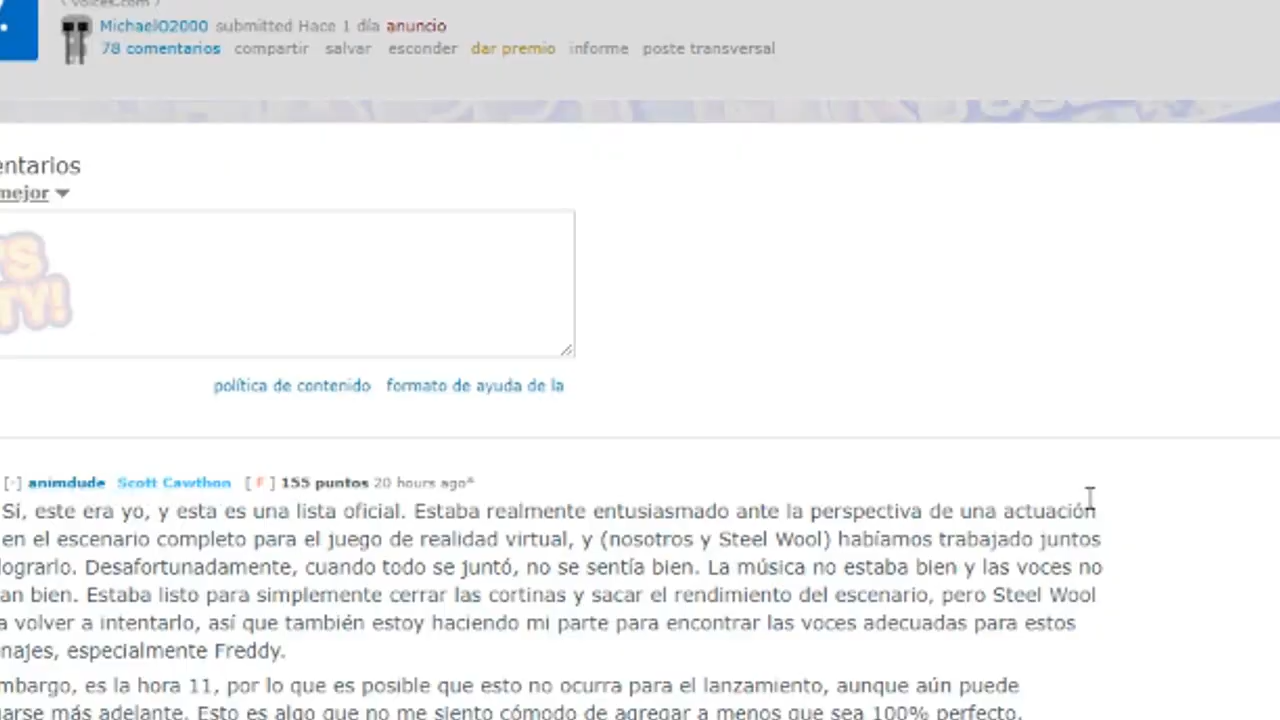 ( voices.com )
MichaelO2000 submitted Hace 1 día anuncio
78 comentarios compartir salvar esconder dar premio informe poste transversal
entarios
mejor
'S
TY!
política de contenido formato de ayuda de la
[-] animdude Scott Cawthon [ F ] 155 puntos 20 hours ago*
Si, este era yo, y esta es una lista oficial. Estaba realmente entusiasmado ante la perspectiva de una actuación
en el escenario completo para el juego de realidad virtual, y (nosotros y Steel Wool) habíamos trabajado juntos
lograrlo. Desafortunadamente, cuando todo se juntó, no se sentía bien. La música no estaba bien y las voces no
an bien. Estaba listo para simplemente cerrar las cortinas y sacar el rendimiento del escenario, pero Steel Wool
a volver a intentarlo, así que también estoy haciendo mi parte para encontrar las voces adecuadas para estos
najes, especialmente Freddy.
mbargo, es la hora 11, por lo que es posible que esto no ocurra para el lanzamiento, aunque aún puede
arse más adelante. Esto es algo que no me siento cómodo de agregar a menos que sea 100% perfecto.